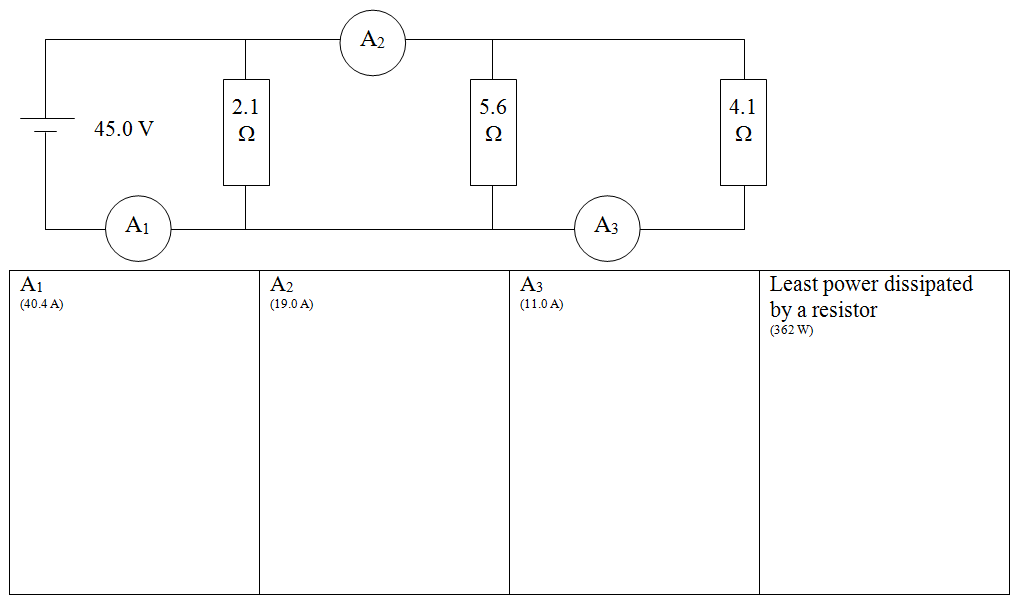 A2
2.1
Ω
5.6
Ω
4.1
Ω
45.0 V
A1
A3
A1
(40.4 A)
A2
(19.0 A)
A3
(11.0 A)
Least power dissipated
by a resistor
(362 W)